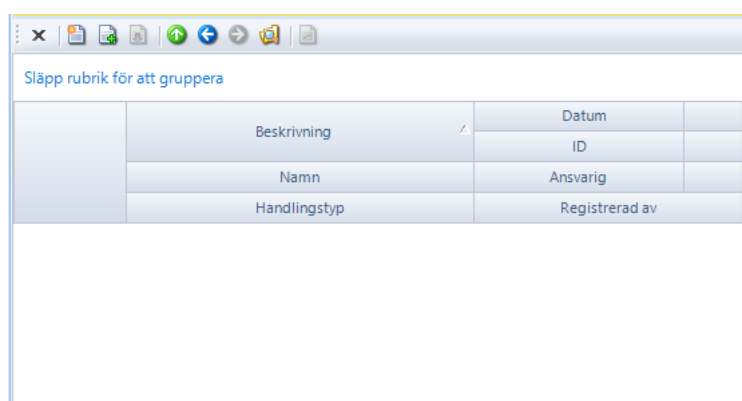 Släpp rubrik för att gruppera
Beskrivning
Datum
ID
Namn
Ansvarig
Handlingstyp
Registrerad av